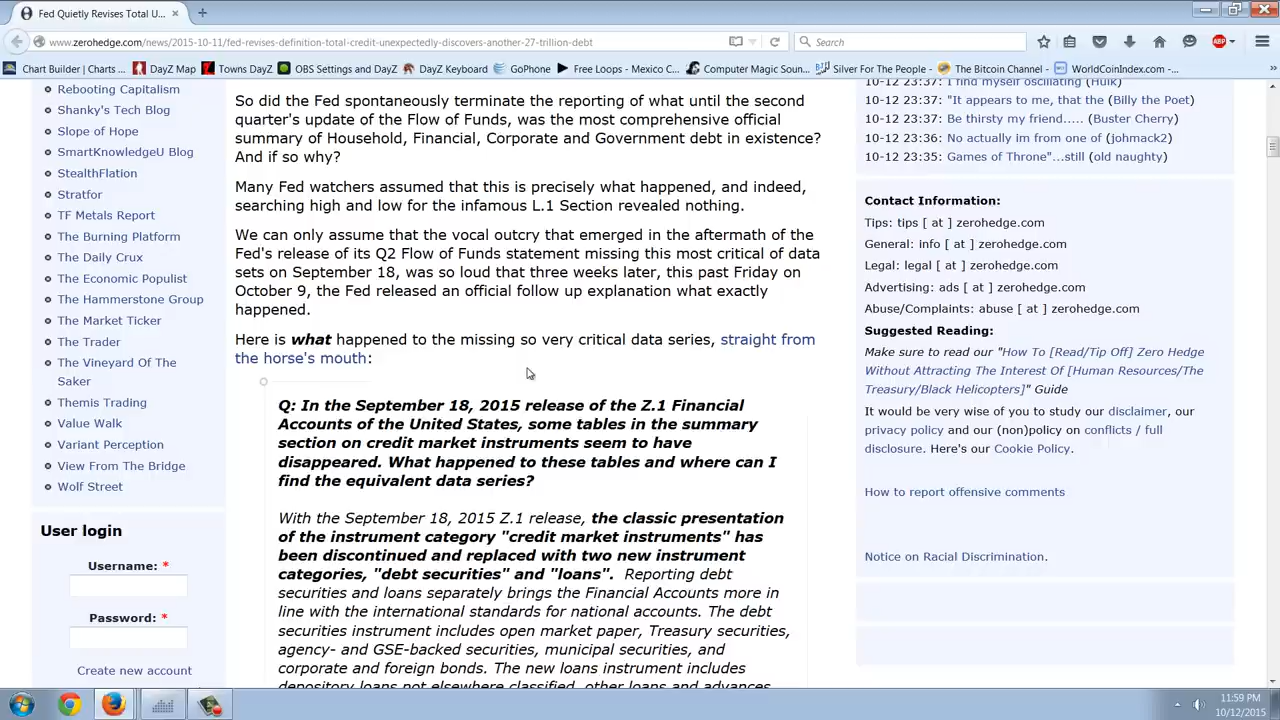 Fed Quietly Revises Total U...
www.zerohedge.com/news/2015-10-11/fed-revises-definition-total-credit-unexpectedly-discovers-another-27-trillion-debt
Search
ABP
Chart Builder | Charts ...
DayZ Map
Towns DayZ
OBS Settings and DayZ
DayZ Keyboard
GoPhone
Free Loops - Mexico C...
Computer Magic Soun...
Silver For The People - ...
The Bitcoin Channel - ...
WorldCoinIndex.com -...
Rebooting Capitalism
Shanky's Tech Blog
Slope of Hope
SmartKnowledgeU Blog
StealthFlation
Stratfor
TF Metals Report
The Burning Platform
The Daily Crux
The Economic Populist
The Hammerstone Group
The Market Ticker
The Trader
The Vineyard Of The
Saker
Themis Trading
Value Walk
Variant Perception
View From The Bridge
Wolf Street
User login
Username: *
Password: *
Create new account
So did the Fed spontaneously terminate the reporting of what until the second
quarter's update of the Flow of Funds, was the most comprehensive official
summary of Household, Financial, Corporate and Government debt in existence?
And if so why?
Many Fed watchers assumed that this is precisely what happened, and indeed,
searching high and low for the infamous L.1 Section revealed nothing.
We can only assume that the vocal outcry that emerged in the aftermath of the
Fed's release of its Q2 Flow of Funds statement missing this most critical of data
sets on September 18, was so loud that three weeks later, this past Friday on
October 9, the Fed released an official follow up explanation what exactly
happened.
Here is what happened to the missing so very critical data series, straight from
the horse's mouth:
Q: In the September 18, 2015 release of the Z.1 Financial
Accounts of the United States, some tables in the summary
section on credit market instruments seem to have
disappeared. What happened to these tables and where can I
find the equivalent data series?
With the September 18, 2015 Z.1 release, the classic presentation
of the instrument category "credit market instruments" has
been discontinued and replaced with two new instrument
categories, "debt securities" and "loans". Reporting debt
securities and loans separately brings the Financial Accounts more in
line with the international standards for national accounts. The debt
securities instrument includes open market paper, Treasury securities,
agency- and GSE-backed securities, municipal securities, and
corporate and foreign bonds. The new loans instrument includes
depository loans not elsewhere classified, other loans and advances,
10-12 23:37: I find myself oscillating (Hulk)
10-12 23:37: "It appears to me, that the (Billy the Poet)
10-12 23:37: Be thirsty my friend..... (Buster Cherry)
10-12 23:36: No actually im from one of (johmack2)
10-12 23:35: Games of Throne"...still (old naughty)
Contact Information:
Tips: tips [ at ] zerohedge.com
General: info [ at ] zerohedge.com
Legal: legal [ at ] zerohedge.com
Advertising: ads [ at ] zerohedge.com
Abuse/Complaints: abuse [ at ] zerohedge.com
Suggested Reading:
Make sure to read our "How To [Read/Tip Off] Zero Hedge
Without Attracting The Interest Of [Human Resources/The
Treasury/Black Helicopters]" Guide
It would be very wise of you to study our disclaimer, our
privacy policy and our (non)policy on conflicts / full
disclosure. Here's our Cookie Policy.
How to report offensive comments
Notice on Racial Discrimination.
11:59 PM
10/12/2015